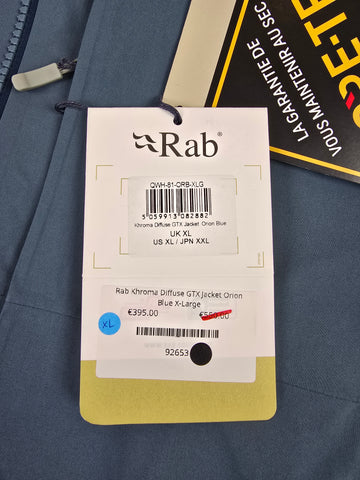 RE-TE
LA GARANTIE DE
VOUS MAINTENIR AU SEC
Rab®
QWH-81-ORB-XLG
5 059913 082882
Khroma Diffuse GTX Jacket Orion Blue
UK XL
US XL / JPN XXL
Rab Khroma Diffuse GTX Jacket Orion
Blue X-Large
€395.00
XL
92653